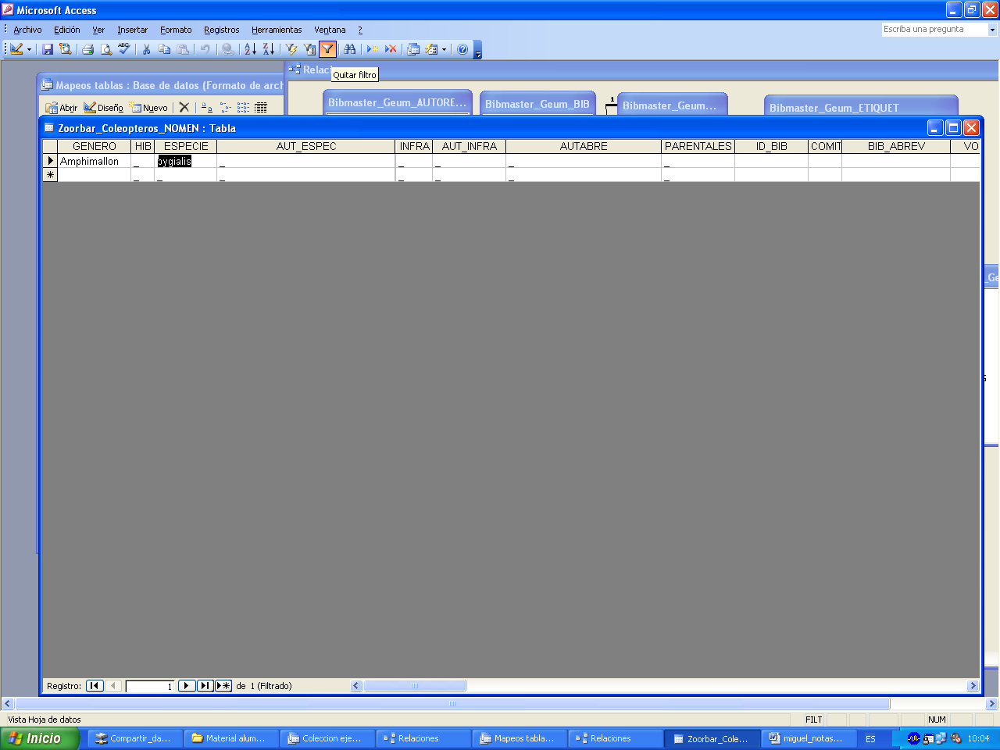 Microsoft Access
Archivo Edición Ver Insertar Formato Registros Herramientas Ventana ?
Escriba una pregunta
Quitar filtro
Mapeos tablas : Base de datos (Formato de arch
Relaci
Abrir Diseño Nuevo
Bibmaster_Geum_AUTORE... Bibmaster_Geum_BIB 1 Bibmaster_Geum... Bibmaster_Geum_ETIQUET
Zoorbar_Coleopteros_NOMEN : Tabla
GENERO HIB ESPECIE AUT_ESPEC INFRA AUT_INFRA AUTABRE PARENTALES ID_BIB COMIT BIB_ABREV VO
Amphimallon _ pygialis _ _ _ _ _
_ _ _ _ _ _ _
_Ge
Registro: 1 de 1 (Filtrado)
Vista Hoja de datos FILT NUM
Inicio Compartir_da... Material alum... Coleccion eje... Relaciones Mapeos tabla... Relaciones Zoorbar_Cole... miguel_notas... ES 10:04